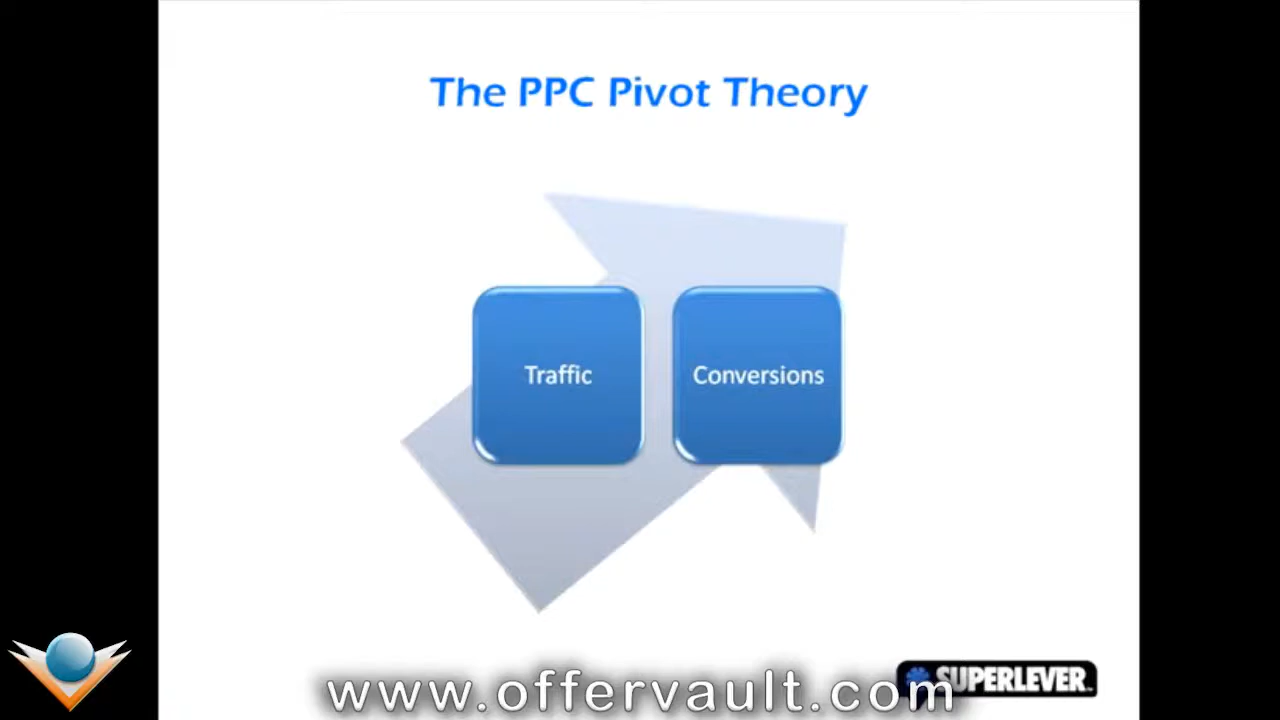 The PPC Pivot Theory
Traffic
Conversions
SUPERLEVER
www.offervault.com